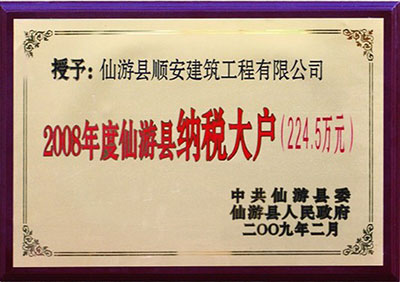 授予：仙游县顺安建筑工程有限公司
2008年度仙游县纳税大户（224.5万元）
中共仙游县委
仙游县人民政府
二〇〇九年二月